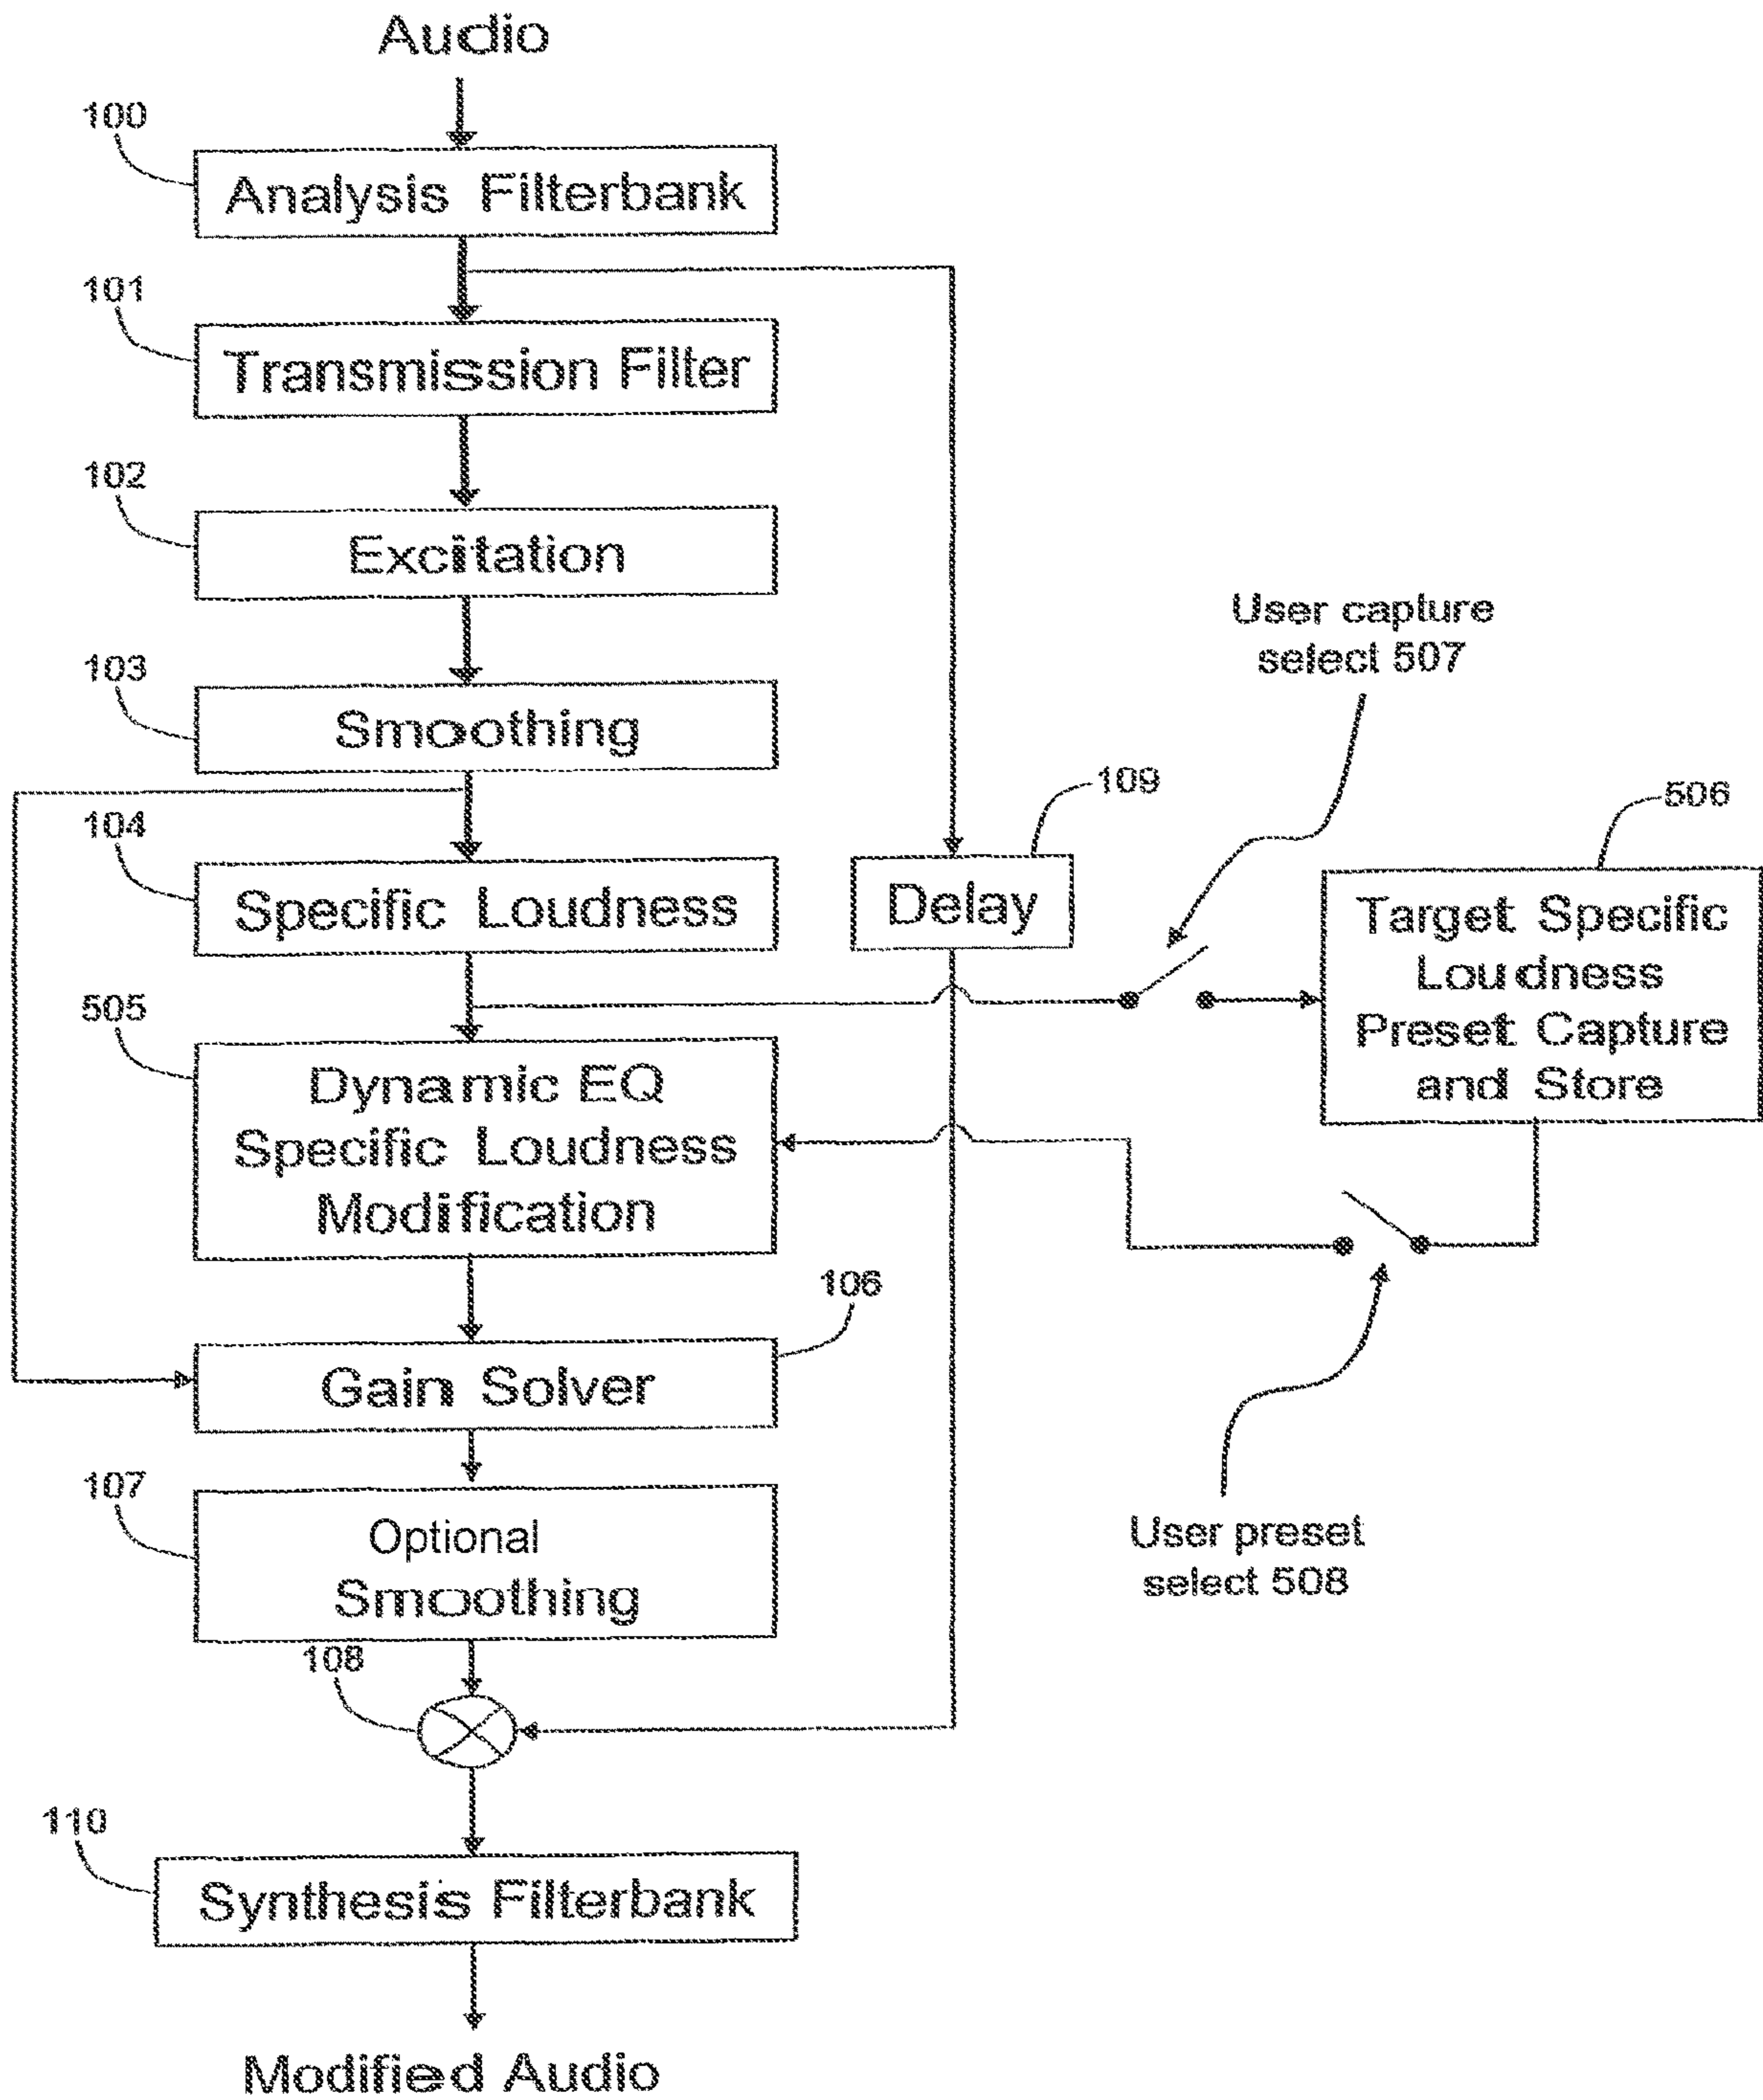 Audio
100
Analysis Filterbank
101
Transmission Filter
102
Excitation
User capture
select 507
103
Smoothing
109
506
104
Specific Loudness
Delay
Target Specific
Loudness
Preset Capture
and Store
505
Dynamic EQ
Specific Loudness
Modification
106
Gain Solver
107
Optional
Smoothing
User preset
select 508
108
110
Synthesis Filterbank
Modified Audio